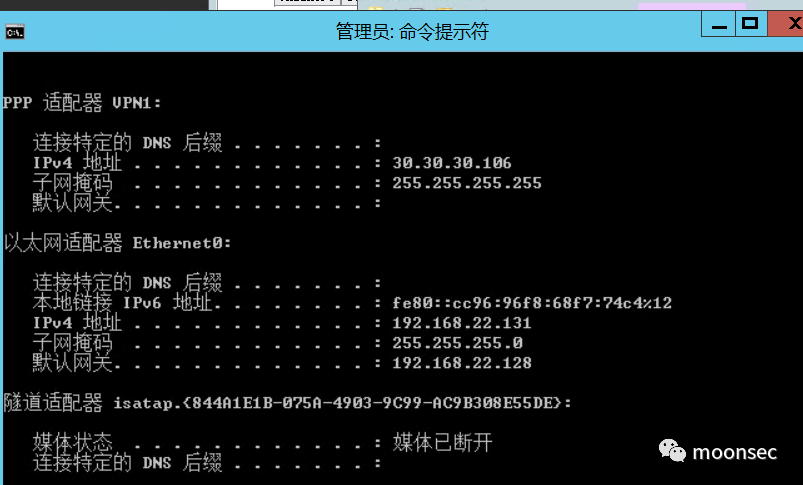 管理员: 命令提示符
PPP 适配器 VPN1:
连接特定的 DNS 后缀 . . . . . . . :
IPv4 地址 . . . . . . . . . . . . : 30.30.30.106
子网掩码 . . . . . . . . . . . . : 255.255.255.255
默认网关. . . . . . . . . . . . . :
以太网适配器 Ethernet0:
连接特定的 DNS 后缀 . . . . . . . :
本地链接 IPv6 地址. . . . . . . . : fe80::cc96:96f8:68f7:74c4%12
IPv4 地址 . . . . . . . . . . . . : 192.168.22.131
子网掩码 . . . . . . . . . . . . : 255.255.255.0
默认网关. . . . . . . . . . . . . : 192.168.22.128
隧道适配器 isatap.{844A1E1B-075A-4903-9C99-AC9B308E55DE}:
媒体状态 . . . . . . . . . . . . : 媒体已断开
连接特定的 DNS 后缀 . . . . . . . :
moonsec